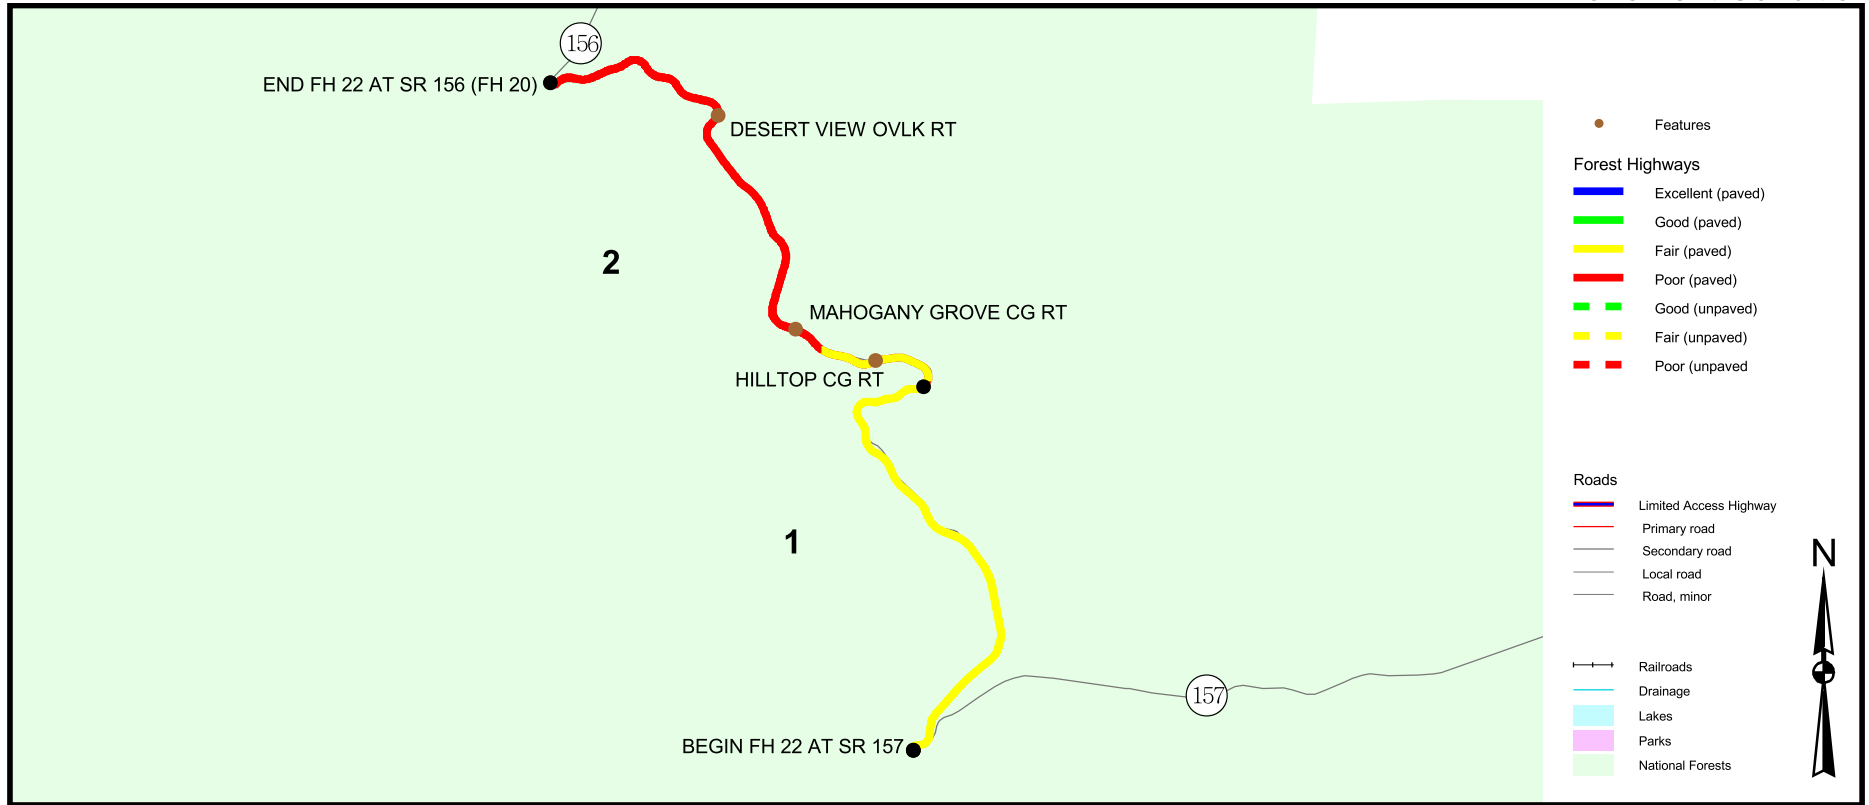 156
END FH 22 AT SR 156 (FH 20)
DESERT VIEW OVLK RT
2
MAHOGANY GROVE CG RT
HILLTOP CG RT
1
157
BEGIN FH 22 AT SR 157
Features
Forest Highways
Excellent (paved)
Good (paved)
Fair (paved)
Poor (paved)
Good (unpaved)
Fair (unpaved)
Poor (unpaved
Roads
Limited Access Highway
Primary road
Secondary road
Local road
Road, minor
N
Railroads
Drainage
Lakes
Parks
National Forests